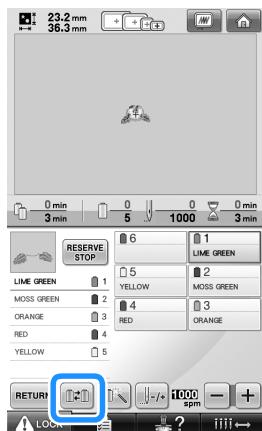 23.2 mm
36.3 mm
0 min
3 min
0
5
0
1000
0 min
3 min
RESERVE
STOP
LIME GREEN 1
MOSS GREEN 2
ORANGE 3
RED 4
YELLOW 5
6
1
LIME GREEN
5
YELLOW
2
MOSS GREEN
4
RED
3
ORANGE
RETURN
-/+
1000
spm
−
+
LOCK
?